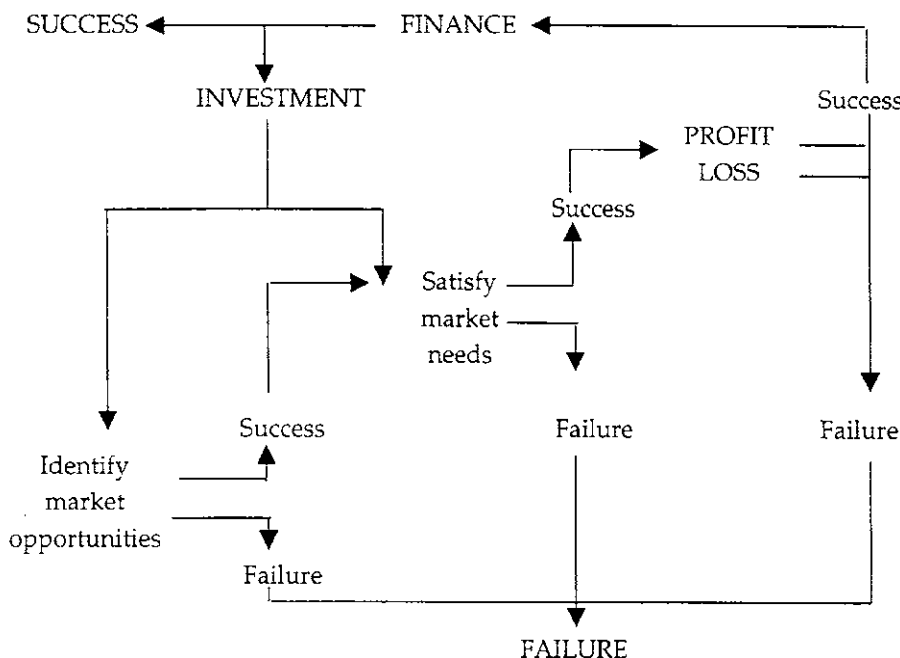 SUCCESS
FINANCE
INVESTMENT
Success
PROFIT
LOSS
Success
Satisfy
market
needs
Success
Failure
Failure
Identify
market
opportunities
Failure
FAILURE